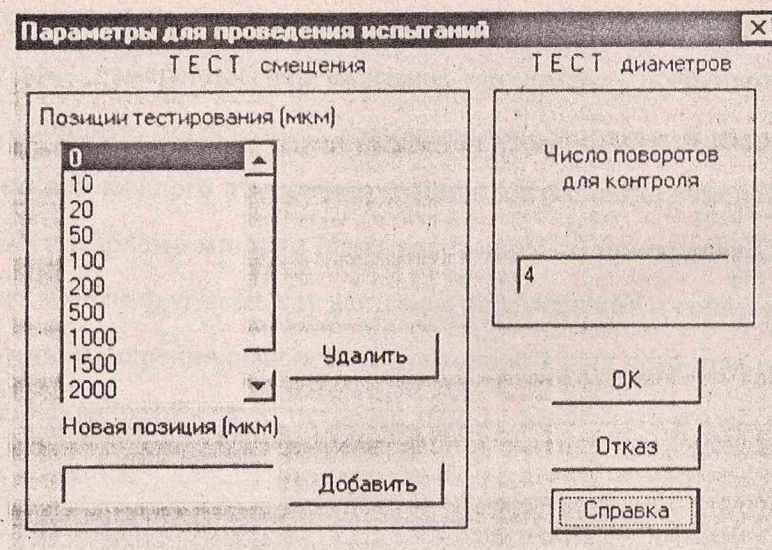 Параметры для проведения испытаний
ТЕСТ смещения
ТЕСТ диаметров
Позиции тестирования (мкм)
0
10
20
50
100
200
500
1000
1500
2000
Удалить
Новая позиция (мкм)
Добавить
Число поворотов
для контроля
4
OK
Отказ
Справка